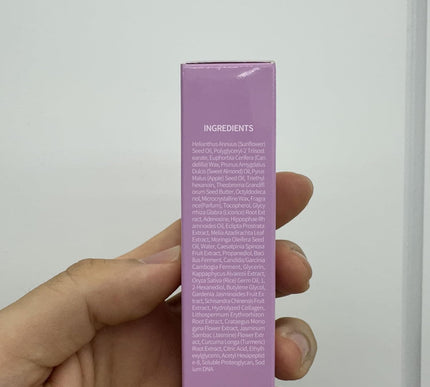 INGREDIENTS
Helianthus Annuus (Sunflower)
Seed Oil, Polyglyceryl-2 Triisost
earate, Euphorbia Cerifera (Can
delilla) Wax, Prunus Amygdalus
Dulcis (Sweet Almond) Oil, Pyrus
Malus (Apple) Seed Oil, Triethyl
hexanoin, Theobroma Grandifl
orum Seed Butter, Octyldodeca
nol, Microcrystalline Wax, Fragra
nce(Parfum), Tocopherol, Glycy
rrhiza Glabra (Licorice) Root Ext
ract, Adenosine, Hippophae Rh
amnoides Oil, Eclipta Prostrata
Extract, Melia Azadirachta Leaf
Extract, Moringa Oleifera Seed
Oil, Water, Caesalpinia Spinosa
Fruit Extract, Propanediol, Baci
llus Ferment, Candida/Garcinia
Cambogia Ferment, Glycerin,
Kappaphycus Alvarezii Extract,
Oryza Sativa (Rice) Germ Oil, 1,
2-Hexanediol, Butylene Glycol,
Gardenia Jasminoides Fruit Ex
tract, Schisandra Chinensis Fruit
Extract, Hydrolyzed Collagen,
Lithospermum Erythrorhizon
Root Extract, Crataegus Mono
gyna Flower Extract, Jasminum
Sambac (Jasmine) Flower Ext
ract, Curcuma Longa (Turmeric)
Root Extract, Citric Acid, Ethylh
exylglycerin, Acetyl Hexapeptid
e-8, Soluble Proteoglycan, Sod
ium DNA